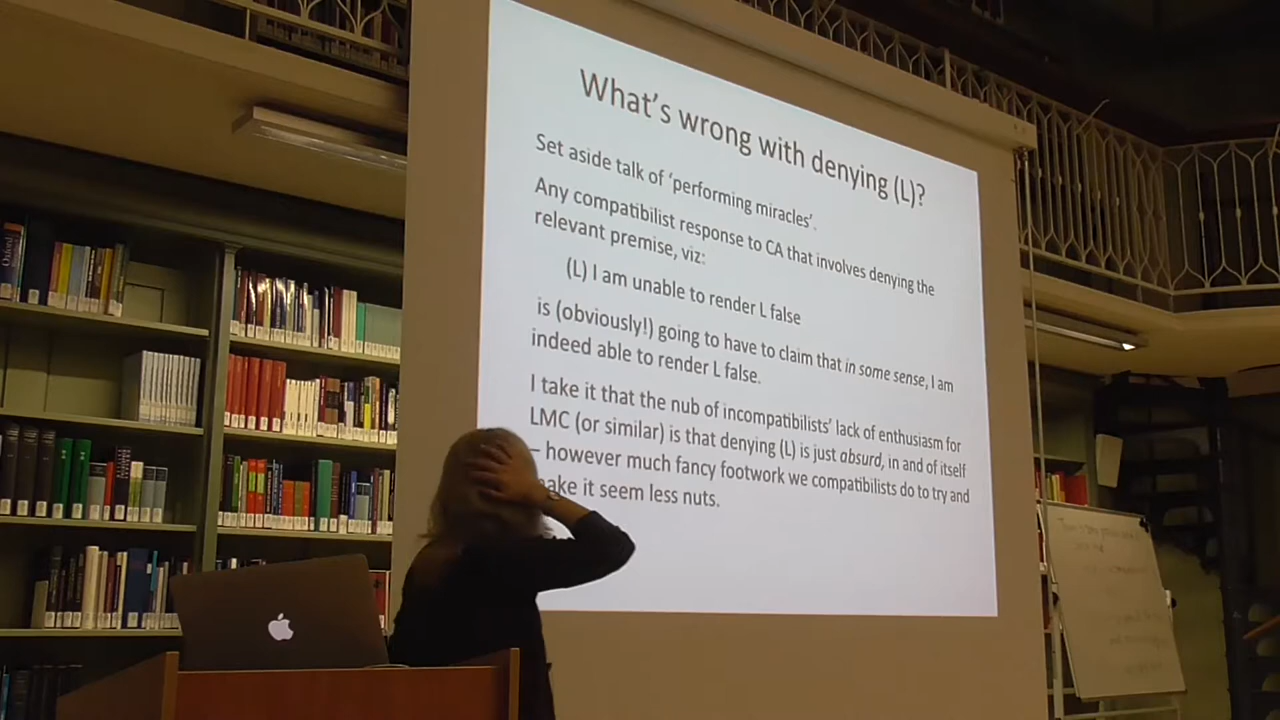 What's wrong with denying (L)?
Set aside talk of 'performing miracles'.
Any compatibilist response to CA that involves denying the
relevant premise, viz:
(L) I am unable to render L false
is (obviously!) going to have to claim that in some sense, I am
indeed able to render L false.
I take it that the nub of incompatibilists' lack of enthusiasm for
LMC (or similar) is that denying (L) is just absurd, in and of itself
– however much fancy footwork we compatibilists do to try and
it seem less nuts.
Oxford